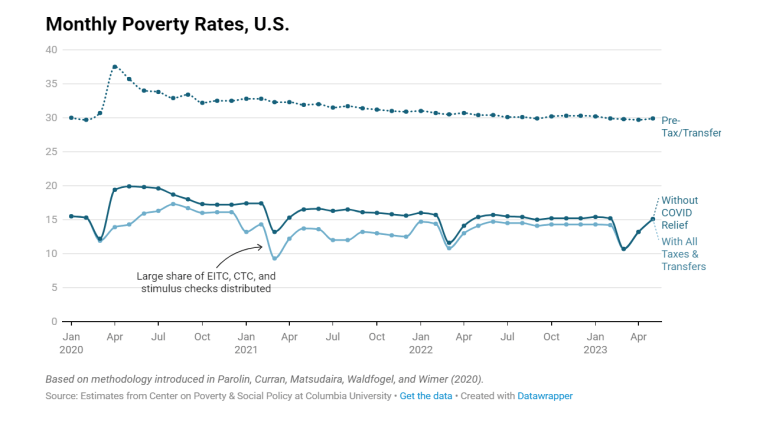 Monthly Poverty Rates, U.S.
40
35
30
25
20
15
10
5
0
Pre-
Tax/Transfer
Without
COVID
Relief
With All
Taxes &
Transfers
Large share of EITC, CTC, and
stimulus checks distributed
Jan Apr Jul Oct Jan Apr Jul Oct Jan Apr Jul Oct Jan Apr
2020 2021 2022 2023
Based on methodology introduced in Parolin, Curran, Matsudaira, Waldfogel, and Wimer (2020).
Source: Estimates from Center on Poverty & Social Policy at Columbia University • Get the data • Created with Datawrapper